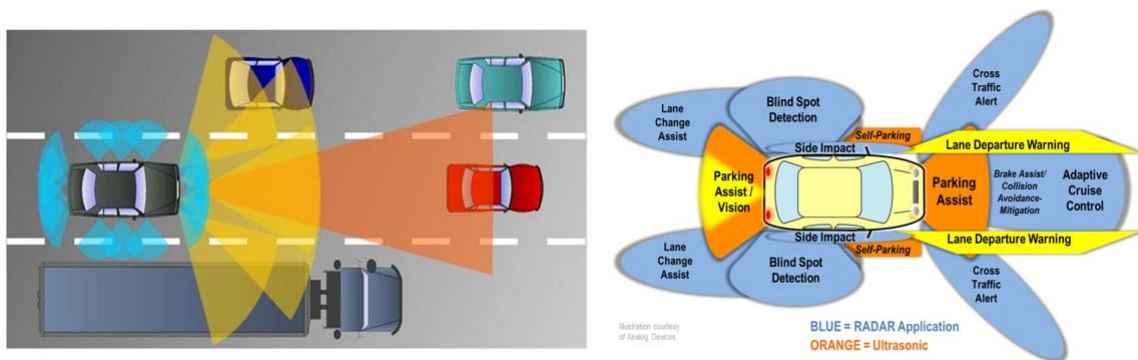 Cross
Traffic
Alert
Lane
Change
Assist
Blind Spot
Detection
Self-Parking
Side Impact
Lane Departure Warning
Parking
Assist /
Vision
Parking
Assist
Brake Assist/
Collision
Avoidance-
Mitigation
Adaptive
Cruise
Control
Side Impact
Self-Parking
Lane Departure Warning
Lane
Change
Assist
Blind Spot
Detection
Cross
Traffic
Alert
Illustration courtesy
of Analog Devices
BLUE = RADAR Application
ORANGE = Ultrasonic